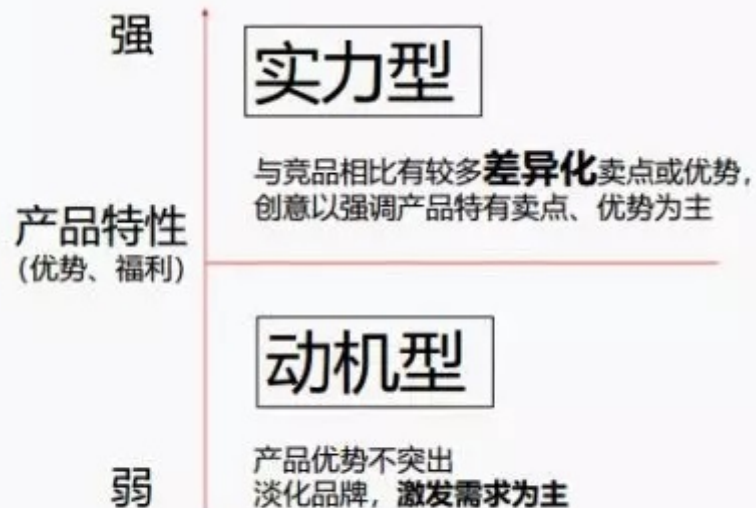 强
实力型
与竞品相比有较多差异化卖点或优势，
创意以强调产品特有卖点、优势为主
产品特性
（优势、福利）
动机型
产品优势不突出
弱
淡化品牌，激发需求为主